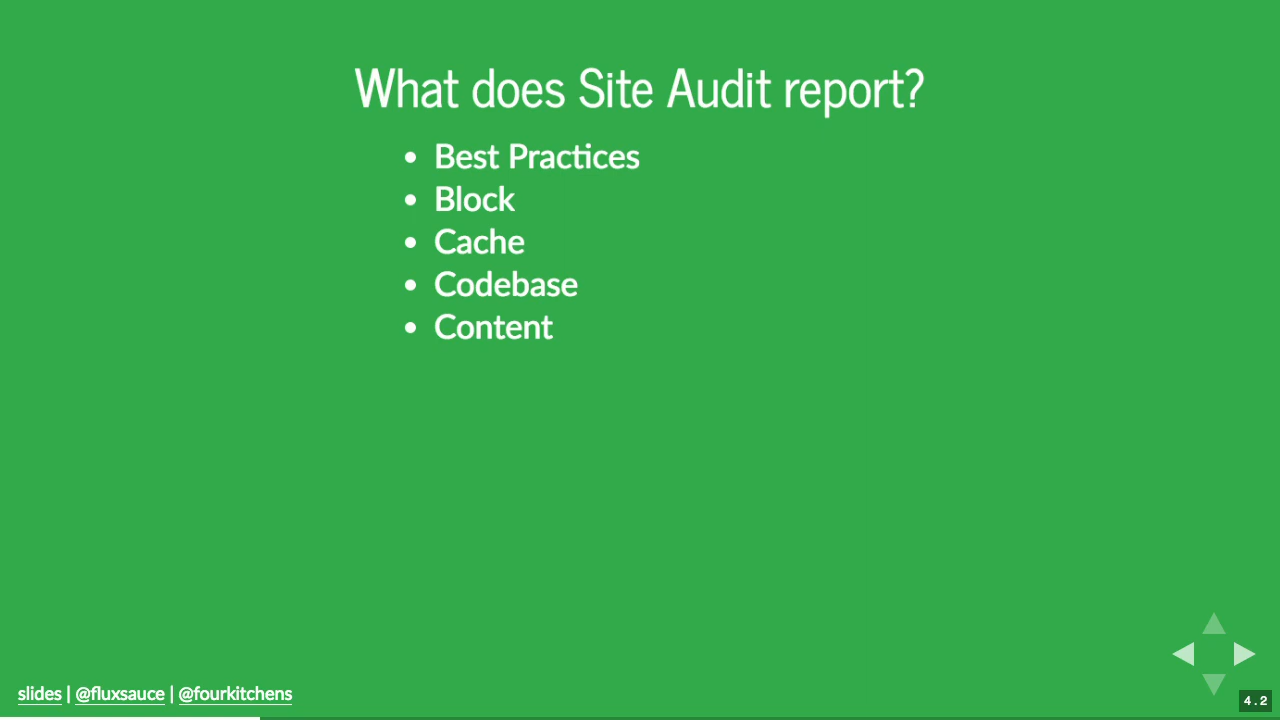 What does Site Audit report?
• Best Practices
• Block
• Cache
• Codebase
• Content
slides | @fluxsauce | @fourkitchens
4.2